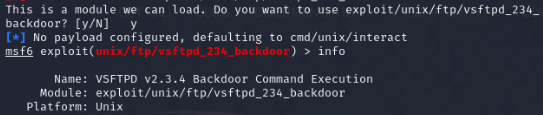 This is a module we can load. Do you want to use exploit/unix/ftp/vsftpd_234_
backdoor? [y/N]   y
[*] No payload configured, defaulting to cmd/unix/interact
msf6 exploit(unix/ftp/vsftpd_234_backdoor) > info
Name: VSFTPD v2.3.4 Backdoor Command Execution
Module: exploit/unix/ftp/vsftpd_234_backdoor
Platform: Unix